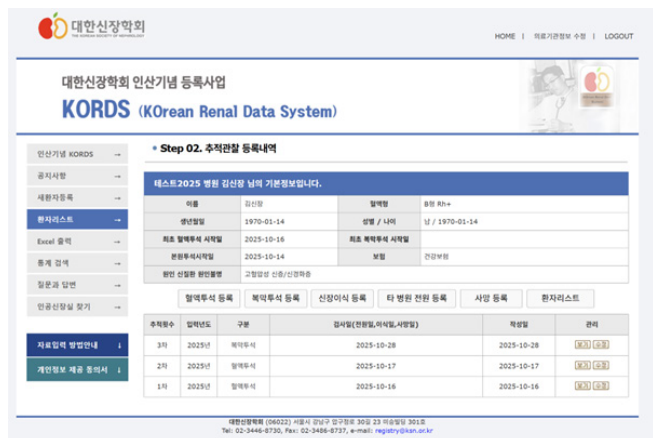 대한신장학회
THE KOREAN SOCIETY OF NEPHROLOGY
HOME | 의료기관정보 수정 | LOGOUT
대한신장학회 인산기념 등록사업
KORDS (KOrean Renal Data System)
인산기념 KORDS →
공지사항 →
새환자등록 →
환자리스트 →
Excel 출력 →
통계 검색 →
질문과 답변 →
인공신장실 찾기 →
자료입력 방법안내 ↓
개인정보 제공 동의서 ↓
Step 02. 추적관찰 등록내역
테스트2025 병원 김신장 님의 기본정보입니다.
이름 김신장 혈액형 B형 Rh+
생년월일 1970-01-14 성별 / 나이 남 / 1970-01-14
최초 혈액투석 시작일 2025-10-16 최초 복막투석 시작일
본원투석시작일 2025-10-14 보험 건강보험
원인 신질환 원인불명 고혈압성 신증/신경화증
혈액투석 등록 복막투석 등록 신장이식 등록 타 병원 전원 등록 사망 등록 환자리스트
추적횟수 입력년도 구분 검사일(전원일,이식일,사망일) 작성일 관리
3차 2025년 복막투석 2025-10-28 2025-10-28 보기 수정
2차 2025년 혈액투석 2025-10-17 2025-10-17 보기 수정
1차 2025년 혈액투석 2025-10-16 2025-10-16 보기 수정
대한신장학회 (06022) 서울시 강남구 압구정로 30길 23 미승빌딩 301호
Tel: 02-3446-8730, Fax: 02-3486-8737, e-mail: registry@ksn.or.kr